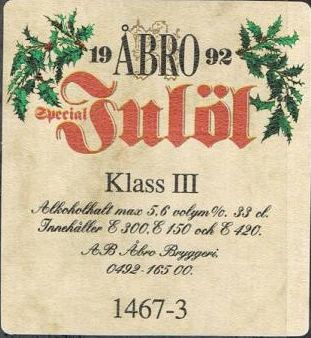 19 ÅBRO 92
Special Julöl
Klass III
Alkoholhalt max 5,6 volym%. 33 cl.
Innehåller E 300, E 150 och E 420.
AB Åbro Bryggeri.
0492-165 00.
1467-3